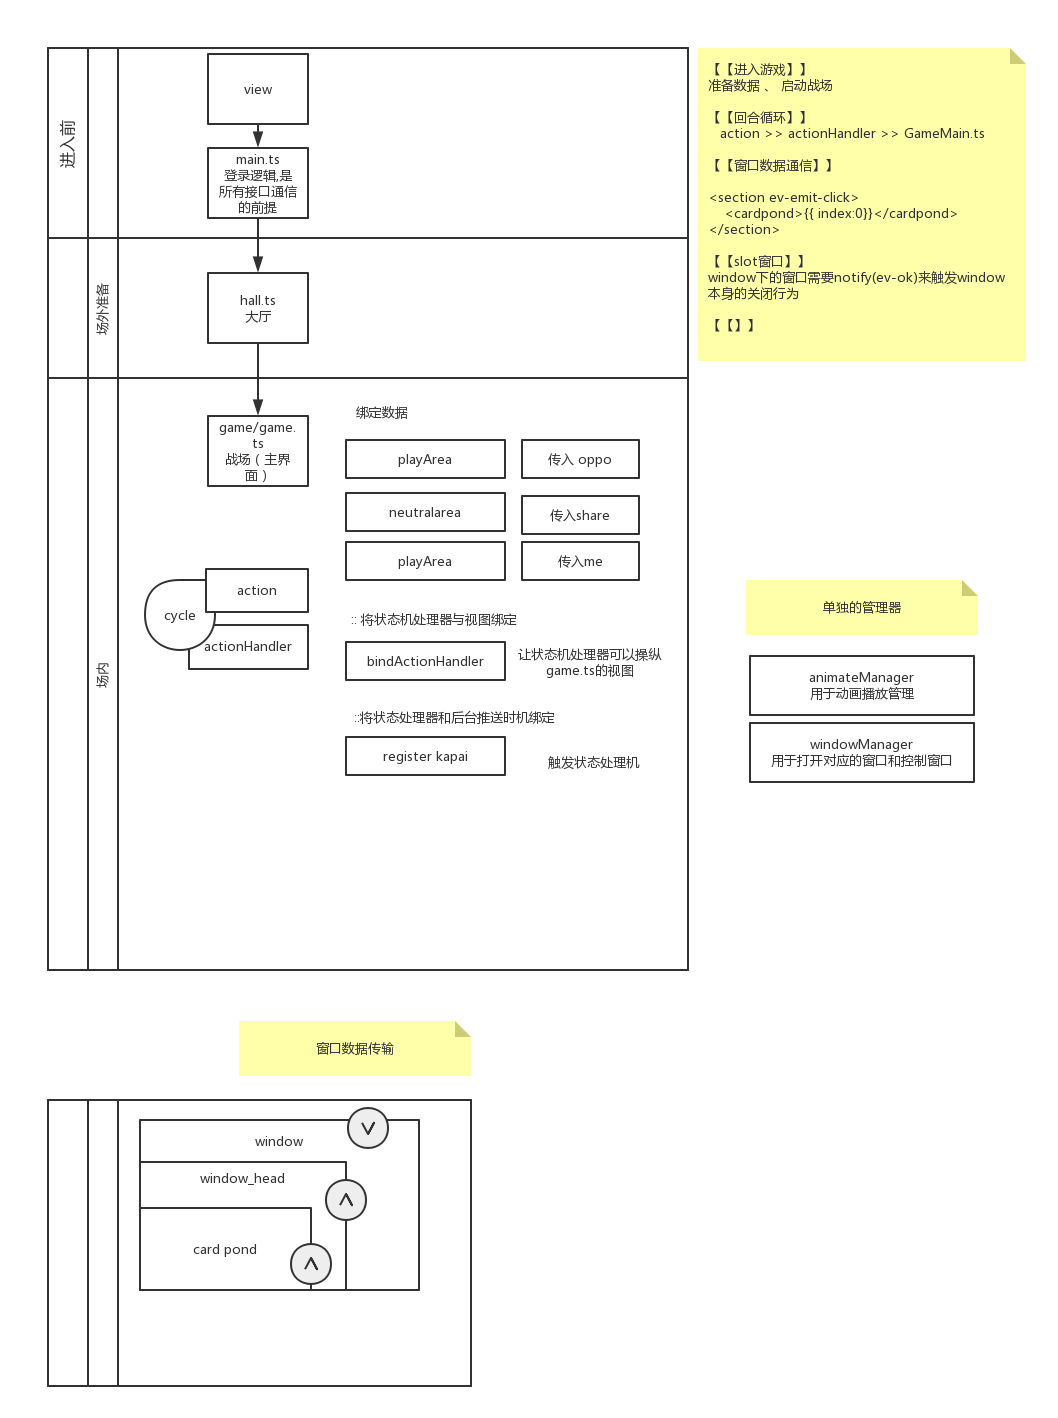 进入前
view
main.ts
登录逻辑,是
所有接口通信
的前提
场外准备
hall.ts
大厅
场内
game/game.
ts
战场（主界
面）
绑定数据
playArea
传入 oppo
neutralarea
传入share
playArea
传入me
cycle
action
actionHandler
:: 将状态机处理器与视图绑定
bindActionHandler
让状态机处理器可以操纵
game.ts的视图
::将状态处理器和后台推送时机绑定
register kapai
触发状态处理机
【【进入游戏】】
准备数据 、 启动战场
【【回合循环】】
action >> actionHandler >> GameMain.ts
【【窗口数据通信】】
<section ev-emit-click>
<cardpond>{{ index:0}}</cardpond>
</section>
【【slot窗口】】
window下的窗口需要notify(ev-ok)来触发window
本身的关闭行为
【【】】
单独的管理器
animateManager
用于动画播放管理
windowManager
用于打开对应的窗口和控制窗口
窗口数据传输
window
window_head
card pond